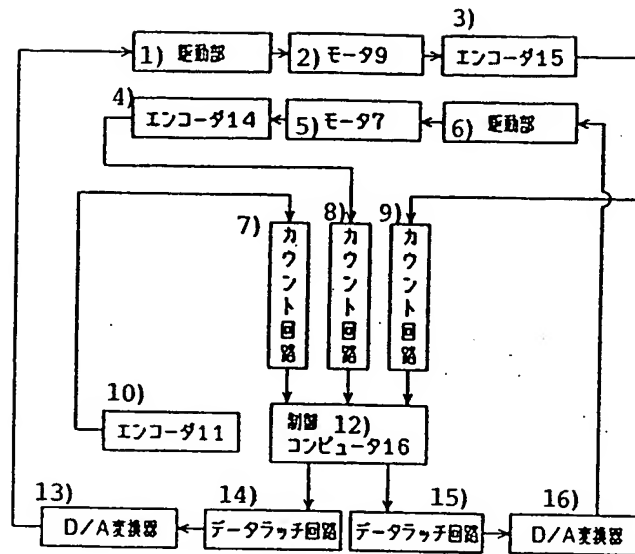 3)
1) 駆動部
2) モータ9
エンコーダ15
4)
エンコーダ14
5) モータ7
6) 駆動部
7)
8)
9)
カウント回路
カウント回路
カウント回路
10)
エンコーダ11
制御 12)
コンピュータ16
13)
14)
15)
16)
D/A変換器
データラッチ回路
データラッチ回路
D/A変換器